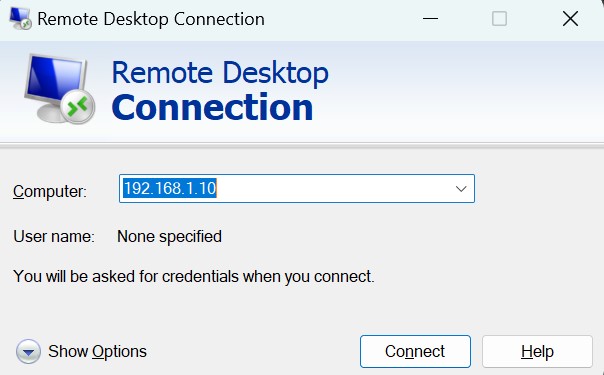 Remote Desktop Connection
Remote Desktop
Connection
Computer: 192.168.1.10
User name: None specified
You will be asked for credentials when you connect.
Show Options Connect Help